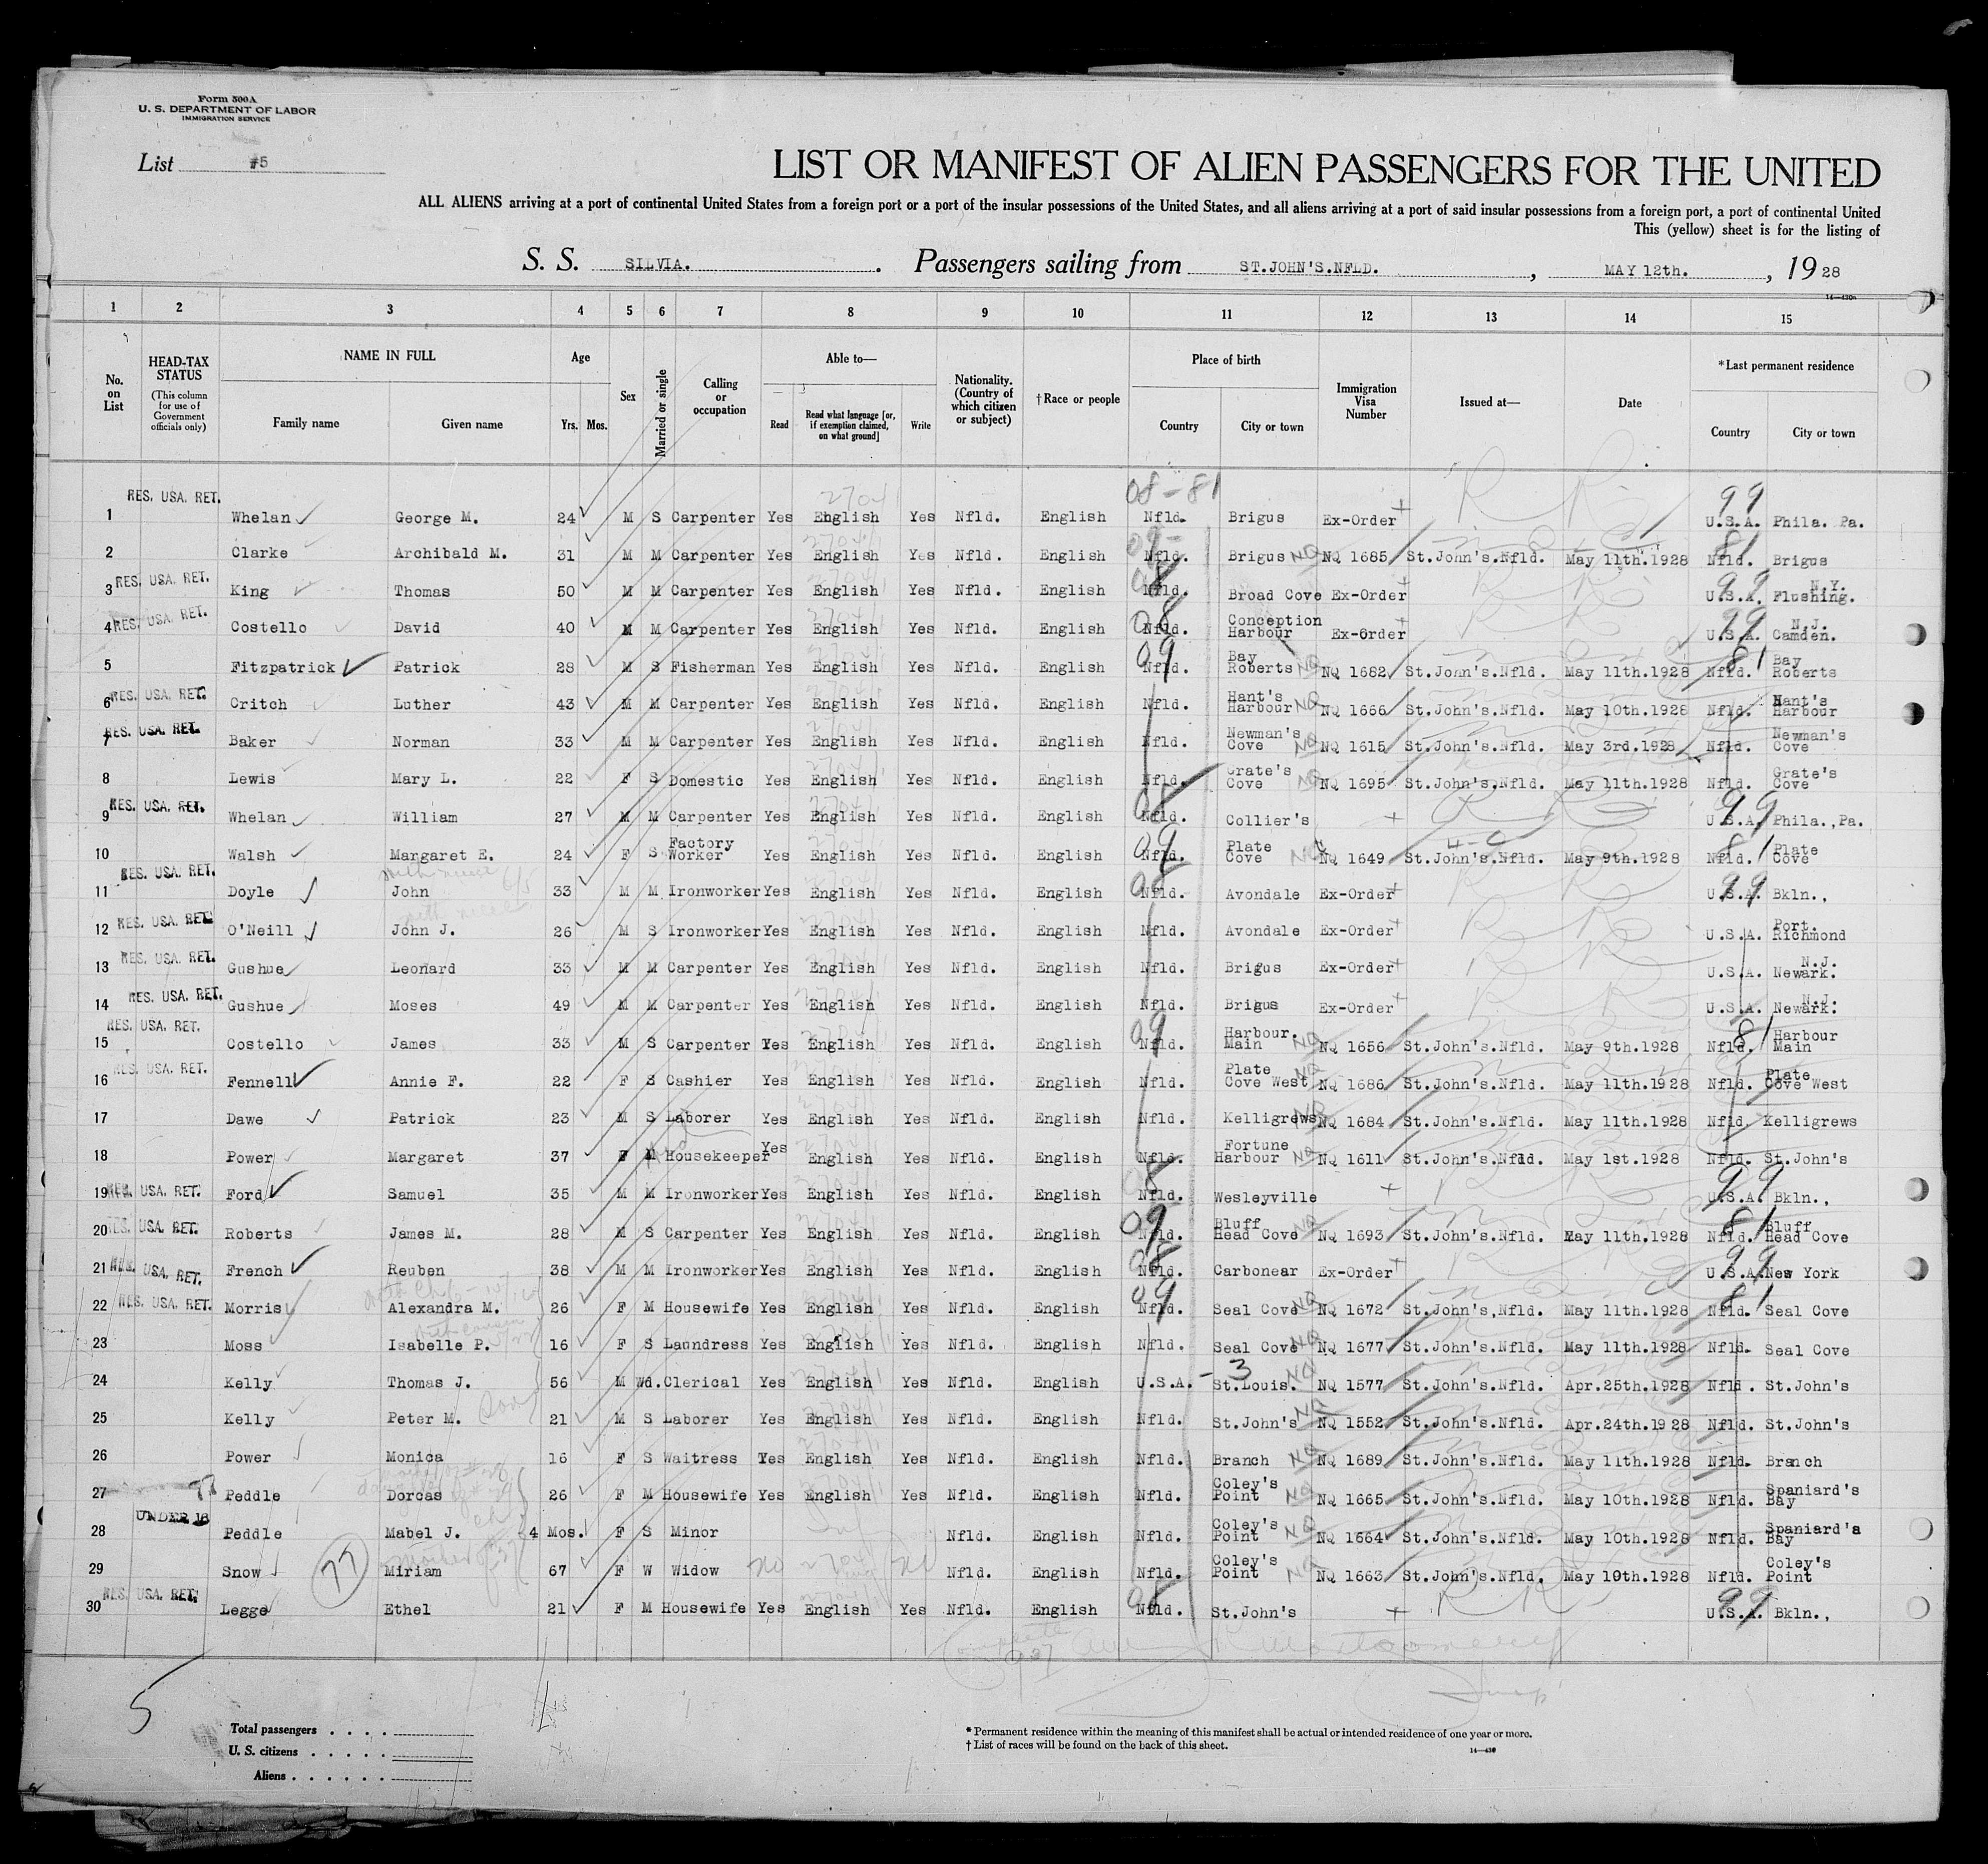 Form 500A
U. S. DEPARTMENT OF LABOR
IMMIGRATION SERVICE
List #5
LIST OR MANIFEST OF ALIEN PASSENGERS FOR THE UNITED
ALL ALIENS arriving at a port of continental United States from a foreign port or a port of the insular possessions of the United States, and all aliens arriving at a port of said insular possessions from a foreign port, a port of continental United
This (yellow) sheet is for the listing of
S. S. SILVIA. Passengers sailing from ST.JOHN'S.NFLD., MAY 12th., 19 28
1 2 3 4 5 6 7 8 9 10 11 12 13 14 15
No. on List HEAD-TAX STATUS (This column for use of Government officials only) NAME IN FULL Family name Given name Age Yrs. Mos. Sex Married or single Calling or occupation Able to— Read Read what language [or, if exemption claimed, on what ground] Write Nationality. (Country of which citizen or subject) †Race or people Place of birth Country City or town Immigration Visa Number Issued at— Date *Last permanent residence Country City or town
08-81 99
1 RES. USA. RET. Whelan George M. 24 M S Carpenter Yes English Yes Nfld. English Nfld. Brigus Ex-Order U.S.A. Phila. Pa.
2 Clarke Archibald M. 31 M M Carpenter Yes English Yes Nfld. English Nfld. Brigus NQ 1685 St.John's.Nfld. May 11th.1928 Nfld. Brigus
3 RES. USA. RET. King Thomas 50 M M Carpenter Yes English Yes Nfld. English Nfld. Broad Cove Ex-Order U.S.A. Flushing. N.Y.
4 RES. USA. RET. Costello David 40 M M Carpenter Yes English Yes Nfld. English Nfld. Conception Harbour Ex-Order U.S.A. Camden. N.J.
5 Fitzpatrick Patrick 28 M S Fisherman Yes English Yes Nfld. English Nfld. Bay Roberts NQ 1682 St.John's.Nfld. May 11th.1928 Nfld. Bay Roberts
6 RES. USA. RET. Critch Luther 43 M M Carpenter Yes English Yes Nfld. English Nfld. Hant's Harbour NQ 1666 St.John's.Nfld. May 10th.1928 Nfld. Hant's Harbour
7 RES. USA. RET. Baker Norman 33 M M Carpenter Yes English Yes Nfld. English Nfld. Newman's Cove NQ 1615 St.John's.Nfld. May 3rd.1928 Nfld. Newman's Cove
8 Lewis Mary L. 22 F S Domestic Yes English Yes Nfld. English Nfld. Grate's Cove NQ 1695 St.John's.Nfld. May 11th.1928 Nfld. Grate's Cove
9 RES. USA. RET. Whelan William 27 M M Carpenter Yes English Yes Nfld. English Nfld. Collier's U.S.A. Phila.,Pa.
10 Walsh Margaret E. 24 F S Factory Worker Yes English Yes Nfld. English Nfld. Plate Cove NQ 1649 St.John's.Nfld. May 9th.1928 Nfld. Plate Cove
11 RES. USA. RET. Doyle John 33 M M Ironworker Yes English Yes Nfld. English Nfld. Avondale Ex-Order U.S.A. Bkln.,
12 RES. USA. RET. O'Neill John J. 26 M S Ironworker Yes English Yes Nfld. English Nfld. Avondale Ex-Order U.S.A. Port. Richmond
13 RES. USA. RET. Gushue Leonard 33 M M Carpenter Yes English Yes Nfld. English Nfld. Brigus Ex-Order U.S.A. Newark. N.J.
14 RES. USA. RET. Gushue Moses 49 M M Carpenter Yes English Yes Nfld. English Nfld. Brigus Ex-Order U.S.A. Newark. N.J.
15 RES. USA. RET. Costello James 33 M S Carpenter Yes English Yes Nfld. English Nfld. Harbour. Main NQ 1656 St.John's.Nfld. May 9th.1928 Nfld. Harbour Main
16 RES. USA. RET. Fennell Annie F. 22 F S Cashier Yes English Yes Nfld. English Nfld. Plate Cove West NQ 1686 St.John's.Nfld. May 11th.1928 Nfld. Plate Cove West
17 Dawe Patrick 23 M S Laborer Yes English Yes Nfld. English Nfld. Kelligrews NQ 1684 St.John's.Nfld. May 11th.1928 Nfld. Kelligrews
18 Power Margaret 37 F M Housekeeper Yes English Yes Nfld. English Nfld. Fortune Harbour NQ 1611 St.John's.Nfld. May 1st.1928 Nfld. St.John's
19 RES. USA. RET. Ford Samuel 35 M M Ironworker Yes English Yes Nfld. English Nfld. Wesleyville U.S.A. Bkln.,
20 RES. USA. RET. Roberts James M. 28 M S Carpenter Yes English Yes Nfld. English Nfld. Bluff Head Cove NQ 1693 St.John's.Nfld. May 11th.1928 Nfld. Bluff Head Cove
21 RES. USA. RET. French Reuben 38 M M Ironworker Yes English Yes Nfld. English Nfld. Carbonear Ex-Order U.S.A. New York
22 RES. USA. RET. Morris Alexandra M. 26 F M Housewife Yes English Yes Nfld. English Nfld. Seal Cove NQ 1672 St.John's,Nfld. May 11th.1928 Nfld. Seal Cove
23 Moss Isabelle P. 16 F S Laundress Yes English Yes Nfld. English Nfld. Seal Cove NQ 1677 St.John's.Nfld. May 11th.1928 Nfld. Seal Cove
24 Kelly Thomas J. 56 M Wd. Clerical Yes English Yes Nfld. English U.S.A. - 3 St.Louis. NQ 1577 St.John's.Nfld. Apr.25th.1928 Nfld. St.John's
25 Kelly Peter M. 21 M S Laborer Yes English Yes Nfld. English Nfld. St.John's NQ 1552 St.John's.Nfld. Apr.24th.1928 Nfld. St.John's
26 Power Monica 16 F S Waitress Yes English Yes Nfld. English Nfld. Branch NQ 1689 St.John's.Nfld. May 11th.1928 Nfld. Branch
27 77 Peddle Dorcas 26 F M Housewife Yes English Yes Nfld. English Nfld. Coley's Point NQ 1665 St.John's.Nfld. May 10th.1928 Nfld. Spaniard's Bay
28 UNDER 16 Peddle Mabel J. 4 Mos. F S Minor Nfld. English Nfld. Coley's Point NQ 1664 St.John's.Nfld. May 10th.1928 Nfld. Spaniard's Bay
29 Snow 77 Miriam 67 F W Widow no no Nfld. English Nfld. Coley's Point NQ 1663 St.John's.Nfld. May 10th.1928 Nfld. Coley's Point
30 RES. USA. RET. Legge Ethel 21 F M Housewife Yes English Yes Nfld. English Nfld. St.John's U.S.A. Bkln.,
5
Total passengers . . . .
U. S. citizens . . . . .
Aliens . . . . . .
* Permanent residence within the meaning of this manifest shall be actual or intended residence of one year or more.
† List of races will be found on the back of this sheet.
14—430